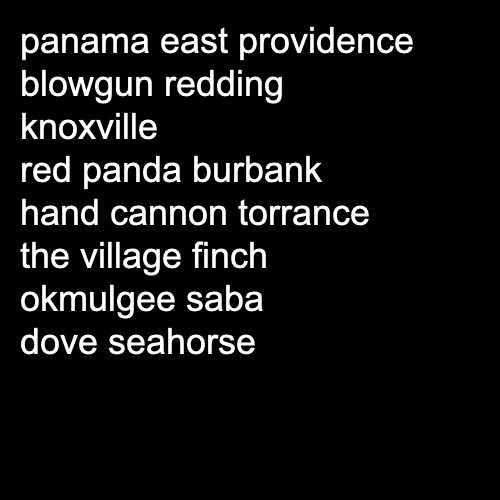 panama east providence
blowgun redding
knoxville
red panda burbank
hand cannon torrance
the village finch
okmulgee saba
dove seahorse